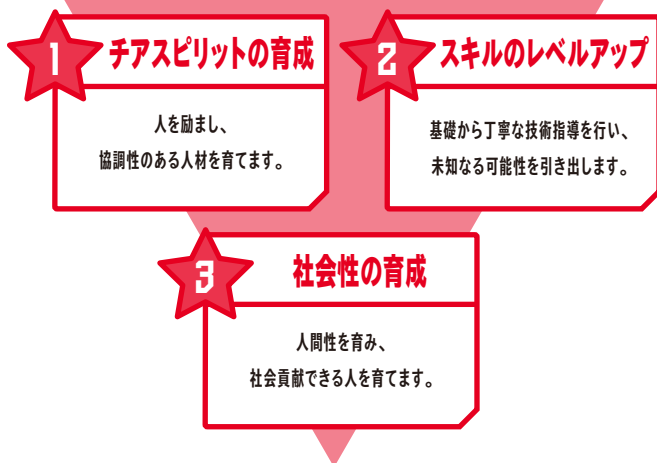 1
チアスピリットの育成
人を励まし、
協調性のある人材を育てます。
2
スキルのレベルアップ
基礎から丁寧な技術指導を行い、
未知なる可能性を引き出します。
3
社会性の育成
人間性を育み、
社会貢献できる人を育てます。